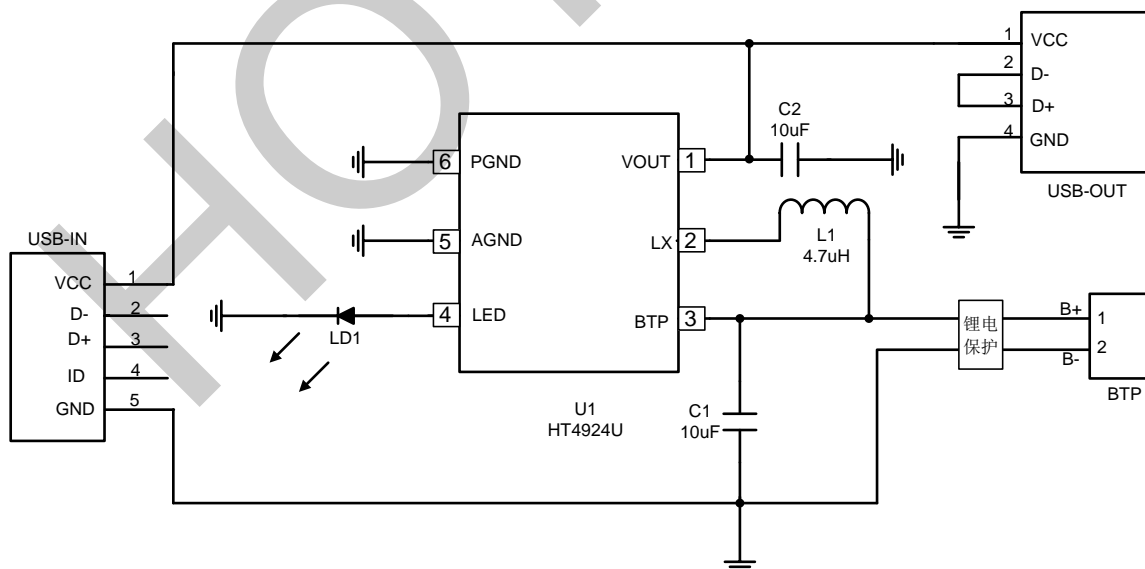 USB-IN
VCC
D-
D+
ID
GND
1
2
3
4
5
6
PGND
5
AGND
4
LED
LD1
VOUT
1
LX
2
BTP
3
U1
HT4924U
C2
10uF
L1
4.7uH
C1
10uF
锂电
保护
B+
B-
1
2
BTP
1
VCC
2
D-
3
D+
4
GND
USB-OUT